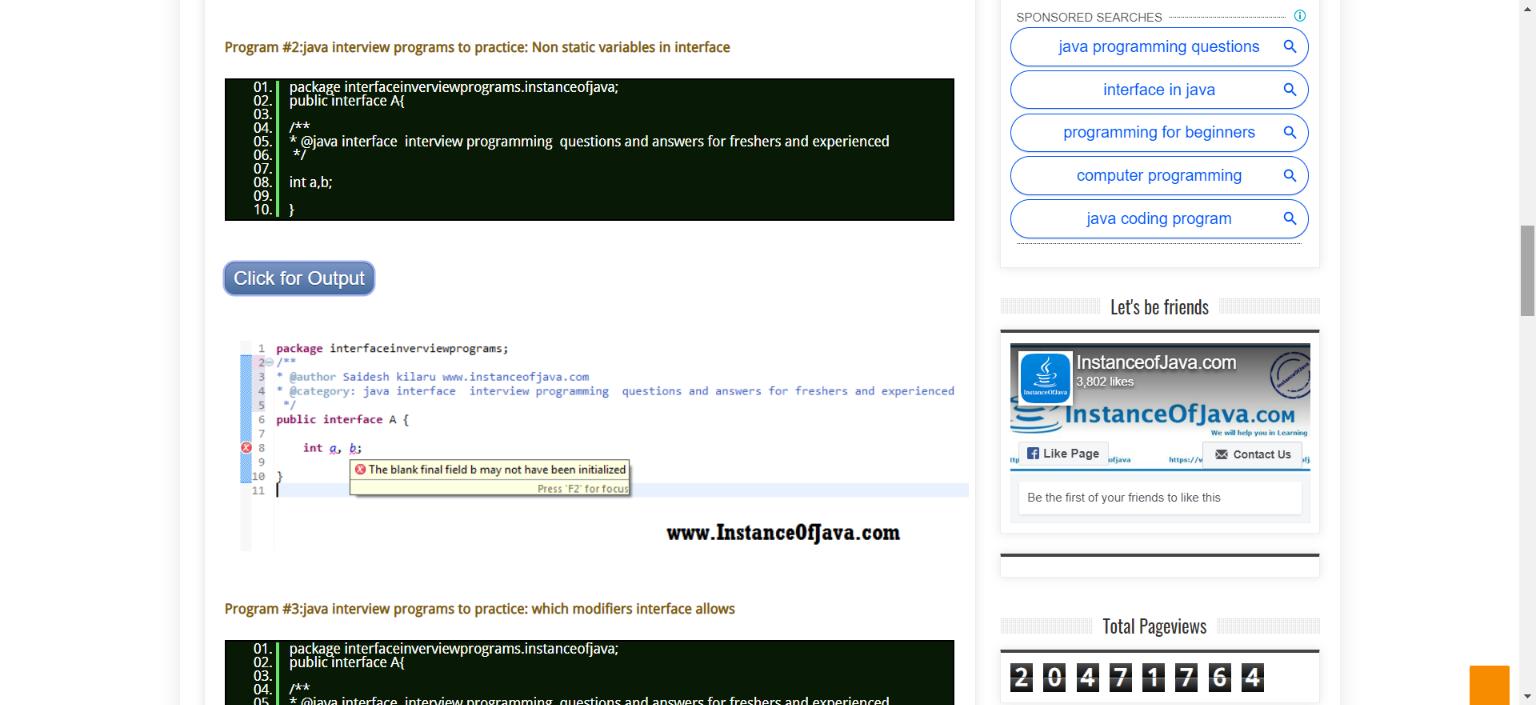 Program #2:java interview programs to practice: Non static variables in interface
01. package interfaceinverviewprograms.instanceofjava;
02. public interface A{
03.
04. /**
05. * @java interface  interview programming  questions and answers for freshers and experienced
06. */
07.
08. int a,b;
09.
10. }
Click for Output
1 package interfaceinverviewprograms;
2 /**
3 * @author Saidesh kilaru www.instanceofjava.com
4 * @category: java interface  interview programming  questions and answers for freshers and experienced
5 */
6 public interface A {
7
8 int a, b;
9
The blank final field b may not have been initialized
10 }
Press 'F2' for focus
11
www.InstanceOfJava.com
Program #3:java interview programs to practice: which modifiers interface allows
01. package interfaceinverviewprograms.instanceofjava;
02. public interface A{
03.
04. /**
05. * @java interface  interview programming  questions and answers for freshers and experienced
SPONSORED SEARCHES
java programming questions
interface in java
programming for beginners
computer programming
java coding program
Let's be friends
InstanceofJava.com
3,802 likes
InstanceofJava
InstanceOfJava.com
We will help you in Learning
Like Page
ofjava
https://w
Contact Us
Be the first of your friends to like this
Total Pageviews
20471764